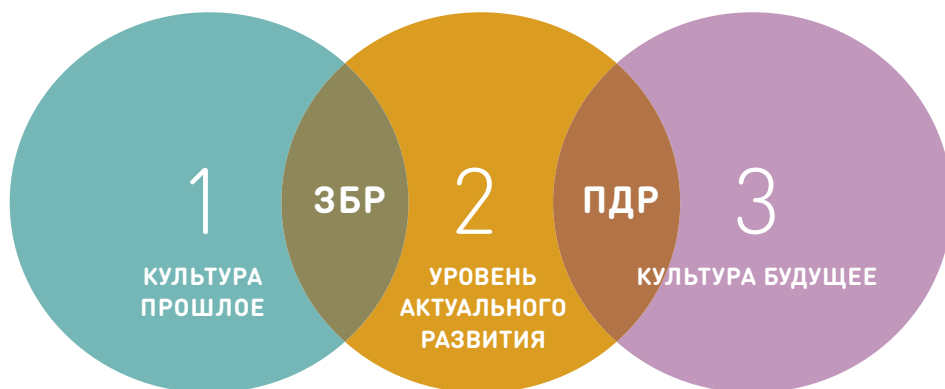 1
ЗБР
2
ПДР
3
КУЛЬТУРА
ПРОШЛОЕ
УРОВЕНЬ
АКТУАЛЬНОГО
РАЗВИТИЯ
КУЛЬТУРА БУДУЩЕЕ